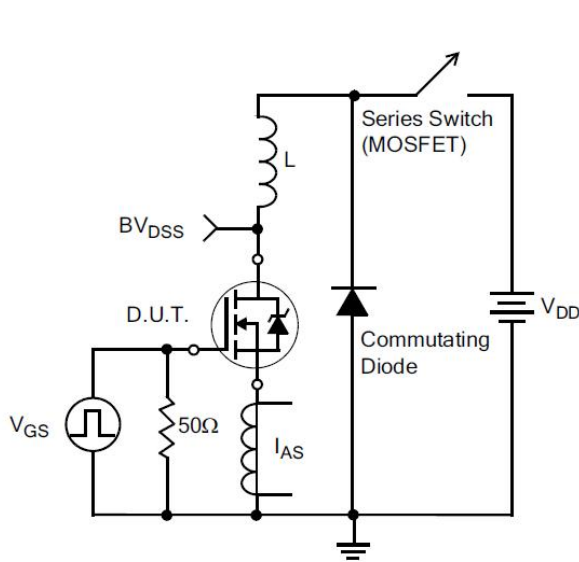 Series Switch
(MOSFET)
L
BVDSS
D.U.T.
VDD
Commutating
Diode
VGS
50Ω
IAS